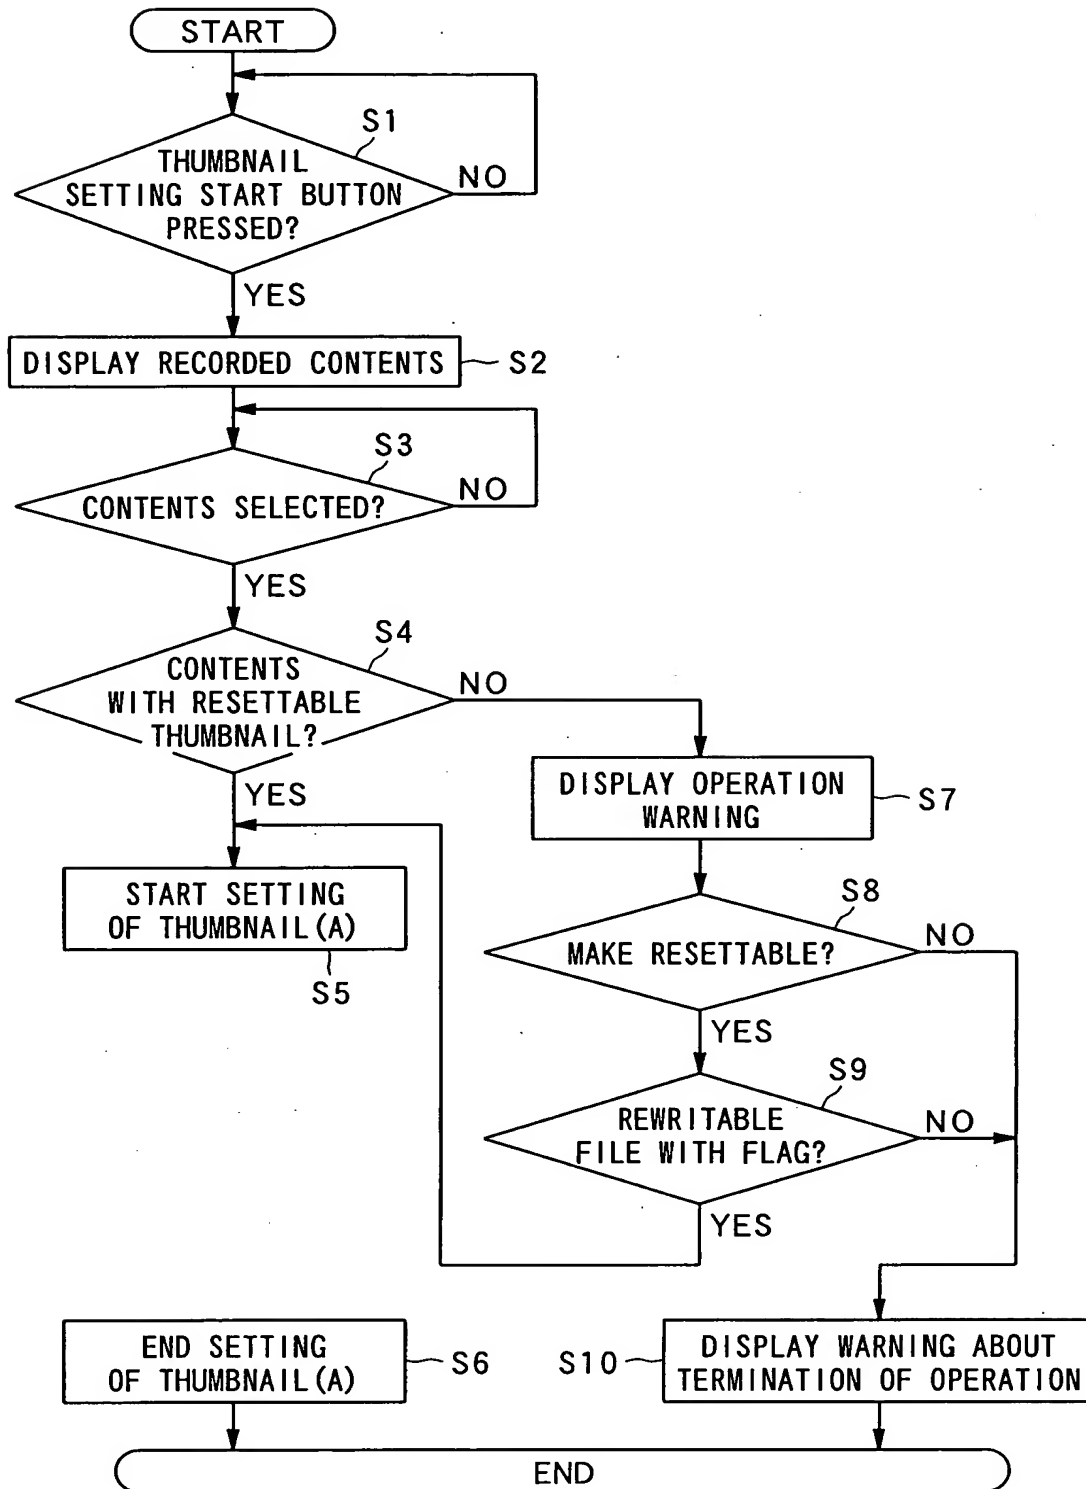 START
S1
THUMBNAIL
SETTING START BUTTON
PRESSED?
NO
YES
DISPLAY RECORDED CONTENTS
S2
S3
CONTENTS SELECTED?
NO
YES
S4
CONTENTS
WITH RESETTABLE
THUMBNAIL?
NO
YES
DISPLAY OPERATION
WARNING
S7
START SETTING
OF THUMBNAIL(A)
S5
S8
MAKE RESETTABLE?
NO
YES
S9
REWRITABLE
FILE WITH FLAG?
NO
YES
END SETTING
OF THUMBNAIL(A)
S6
S10
DISPLAY WARNING ABOUT
TERMINATION OF OPERATION
END